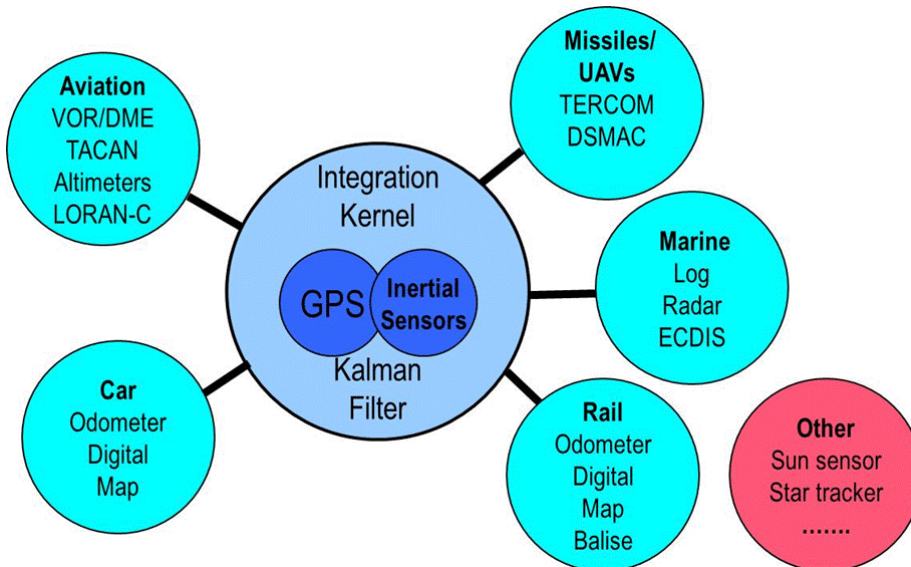 Aviation
VOR/DME
TACAN
Altimeters
LORAN-C
Missiles/
UAVs
TERCOM
DSMAC
Integration
Kernel
GPS
Inertial
Sensors
Kalman
Filter
Marine
Log
Radar
ECDIS
Car
Odometer
Digital
Map
Rail
Odometer
Digital
Map
Balise
Other
Sun sensor
Star tracker
.......